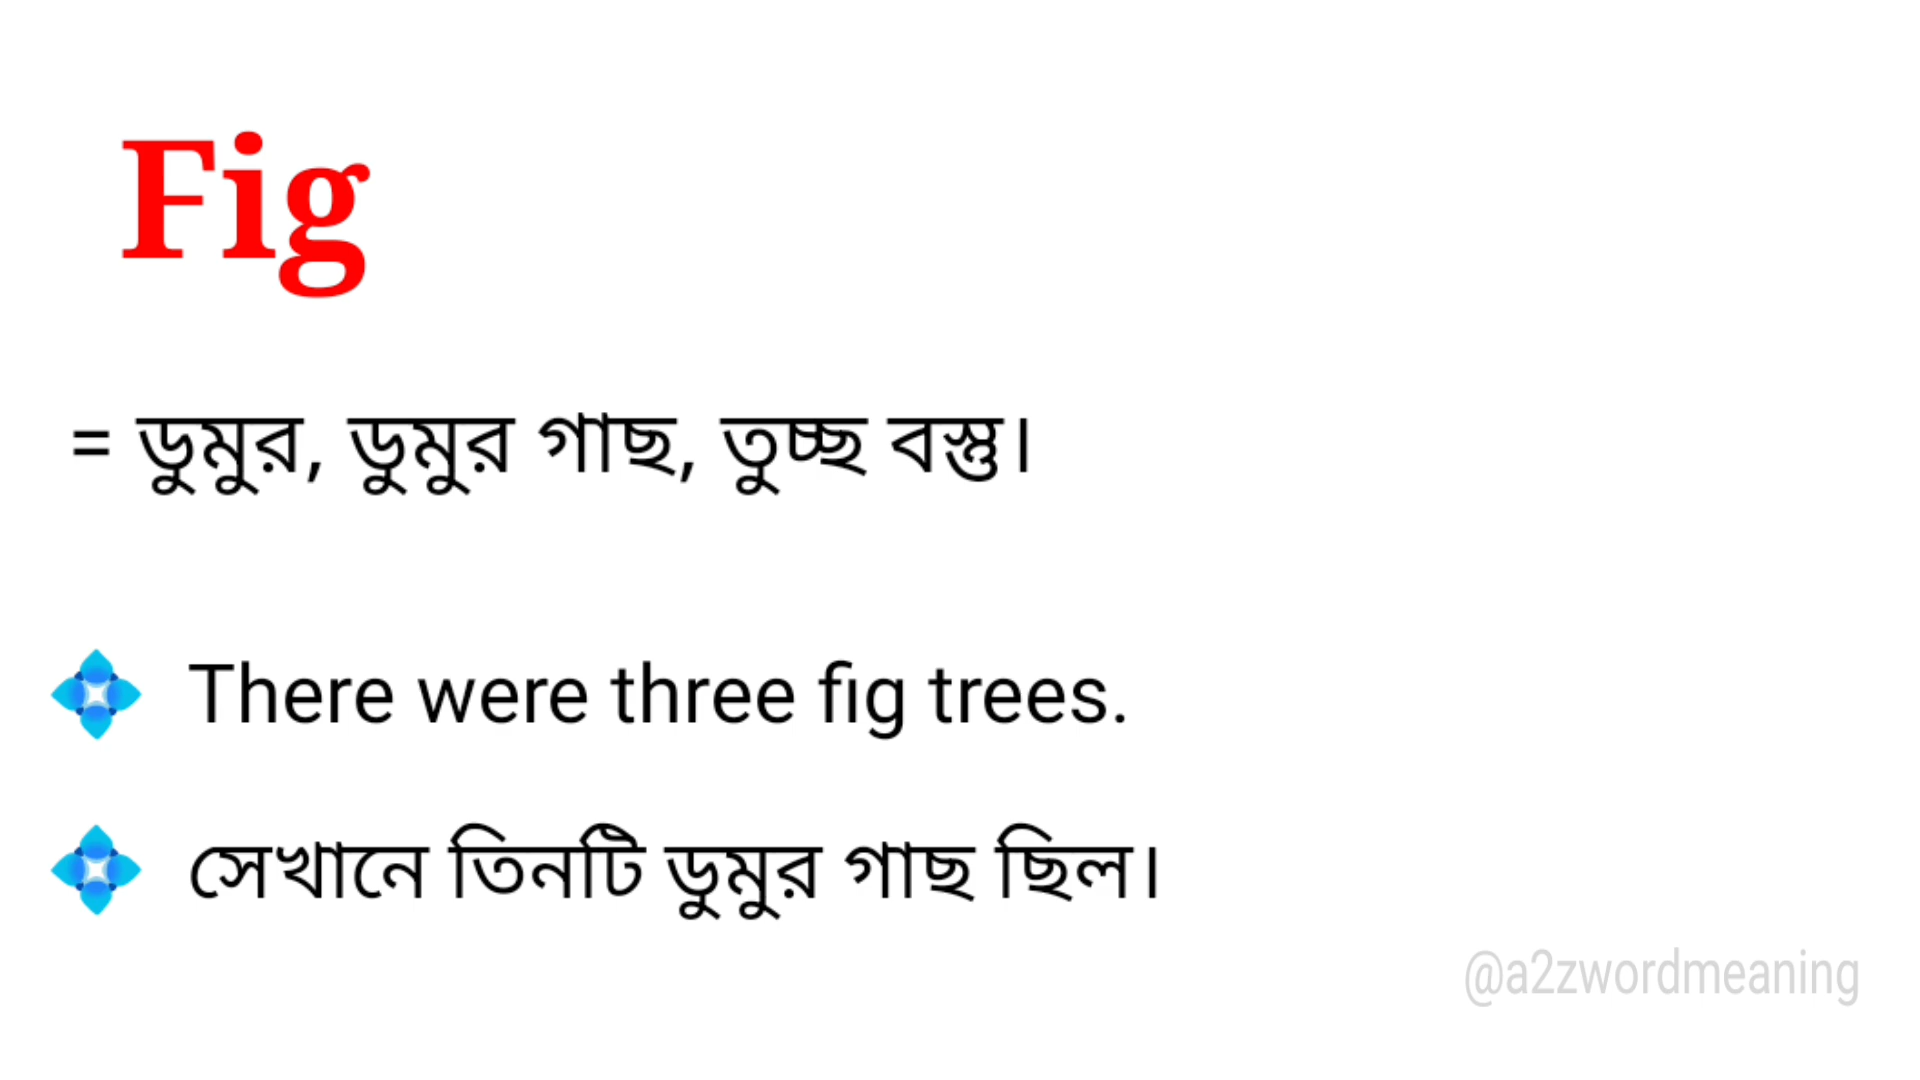 Fig
= ডুমুর, ডুমুর গাছ, তুচ্ছ বস্তু।
There were three fig trees.
সেখানে তিনটি ডুমুর গাছ ছিল।
@a2zwordmeaning